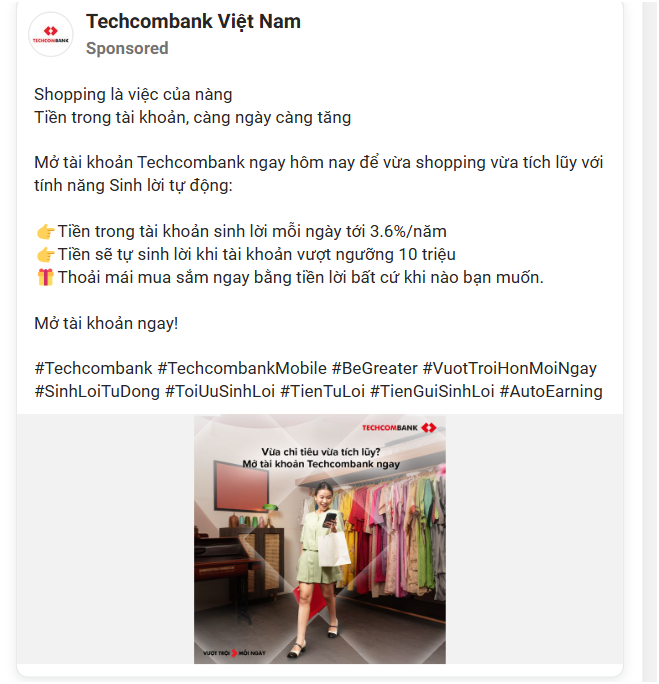 TECHCOMBANK
Techcombank Việt Nam
Sponsored
Shopping là việc của nàng
Tiền trong tài khoản, càng ngày càng tăng
Mở tài khoản Techcombank ngay hôm nay để vừa shopping vừa tích lũy với
tính năng Sinh lời tự động:
👉Tiền trong tài khoản sinh lời mỗi ngày tới 3.6%/năm
👉Tiền sẽ tự sinh lời khi tài khoản vượt ngưỡng 10 triệu
🎁Thoải mái mua sắm ngay bằng tiền lời bất cứ khi nào bạn muốn.
Mở tài khoản ngay!
#Techcombank #TechcombankMobile #BeGreater #VuotTroiHonMoiNgay
#SinhLoiTuDong #ToiUuSinhLoi #TienTuLoi #TienGuiSinhLoi #AutoEarning
TECHCOMBANK
Vừa chi tiêu vừa tích lũy?
Mở tài khoản Techcombank ngay
VƯỢT TRỘI MỖI NGÀY